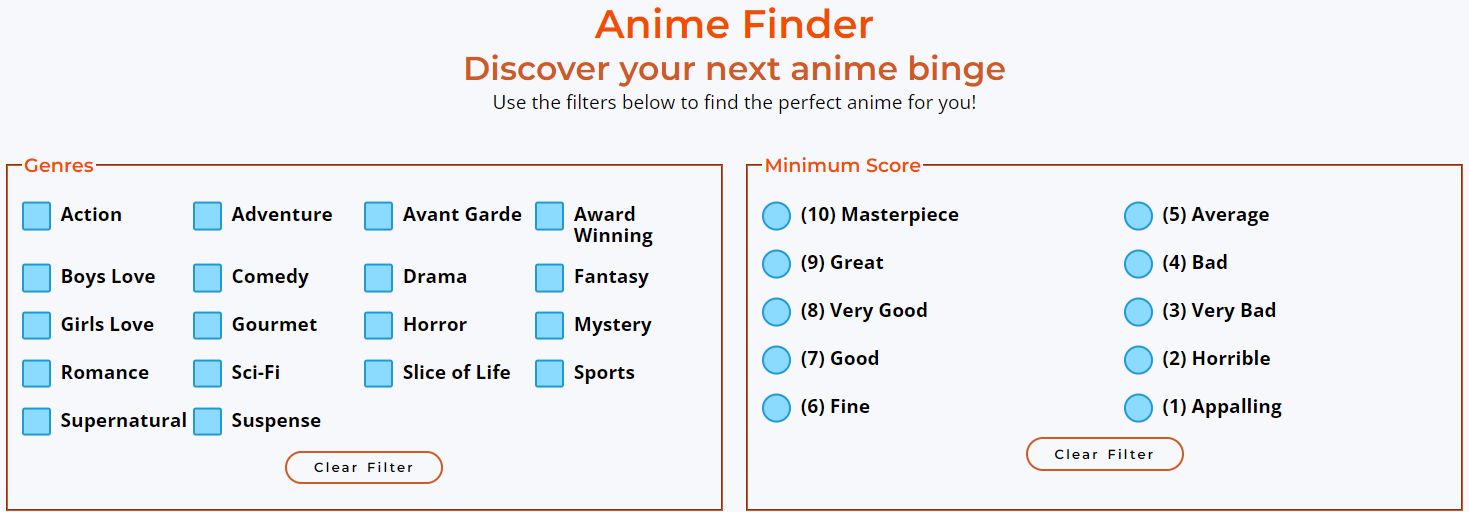 Anime Finder
Discover your next anime binge
Use the filters below to find the perfect anime for you!
Genres
Action
Adventure
Avant Garde
Award
Winning
Boys Love
Comedy
Drama
Fantasy
Girls Love
Gourmet
Horror
Mystery
Romance
Sci-Fi
Slice of Life
Sports
Supernatural
Suspense
Clear Filter
Minimum Score
(10) Masterpiece
(9) Great
(8) Very Good
(7) Good
(6) Fine
(5) Average
(4) Bad
(3) Very Bad
(2) Horrible
(1) Appalling
Clear Filter